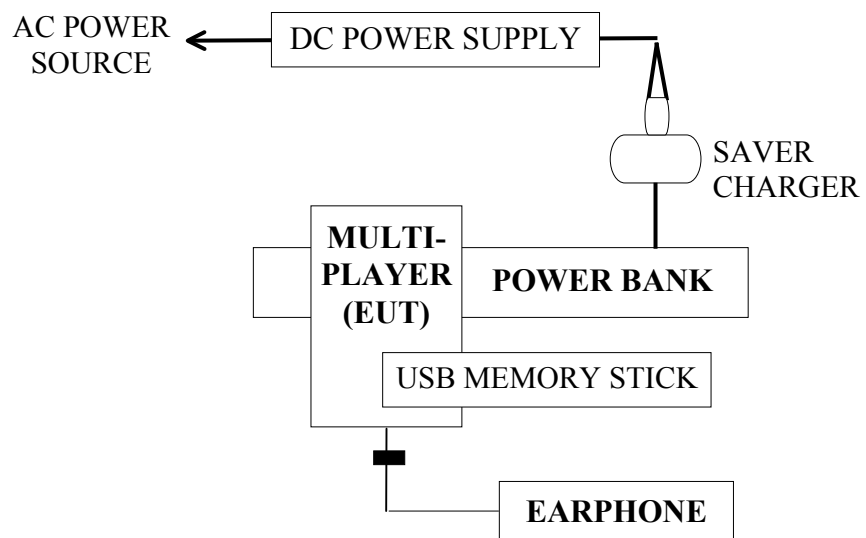 AC POWER
SOURCE
DC POWER SUPPLY
SAVER
CHARGER
MULTI-
PLAYER
(EUT)
POWER BANK
USB MEMORY STICK
EARPHONE